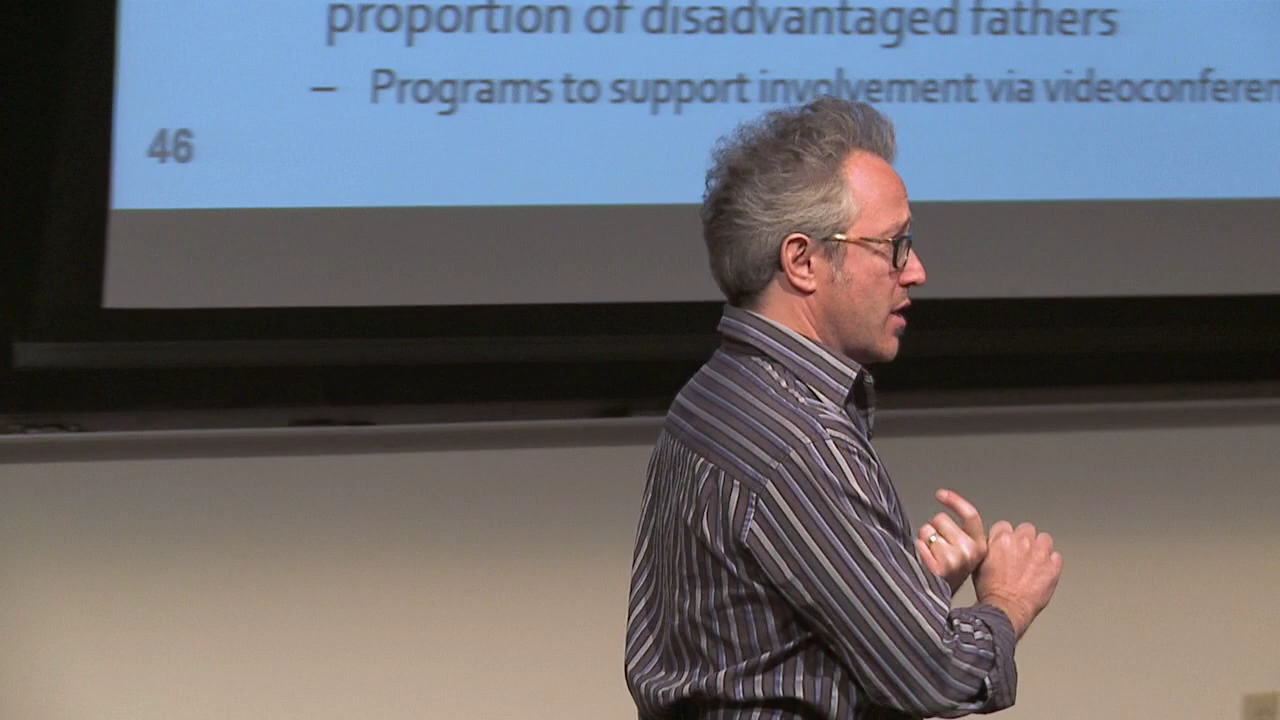 proportion of disadvantaged fathers
– Programs to support involvement via videoconferen
46